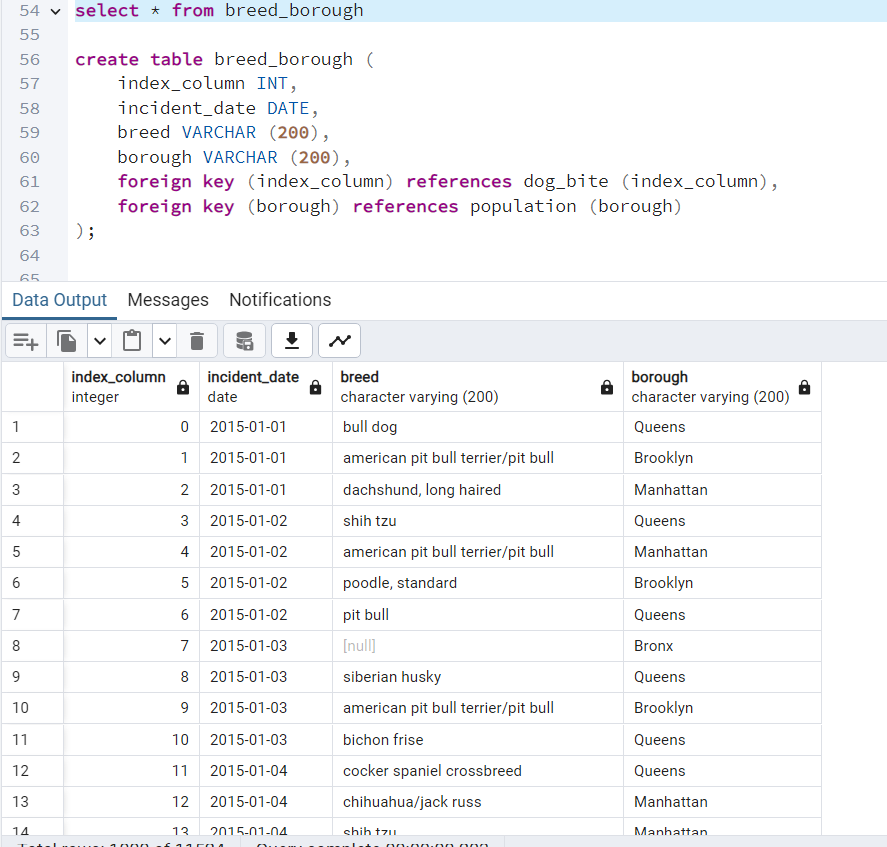 54 select * from breed_borough
55
56 create table breed_borough (
57 index_column INT,
58 incident_date DATE,
59 breed VARCHAR (200),
60 borough VARCHAR (200),
61 foreign key (index_column) references dog_bite (index_column),
62 foreign key (borough) references population (borough)
63 );
64
65
Data Output Messages Notifications
index_column incident_date breed borough
integer date character varying (200) character varying (200)
1 0 2015-01-01 bull dog Queens
2 1 2015-01-01 american pit bull terrier/pit bull Brooklyn
3 2 2015-01-01 dachshund, long haired Manhattan
4 3 2015-01-02 shih tzu Queens
5 4 2015-01-02 american pit bull terrier/pit bull Manhattan
6 5 2015-01-02 poodle, standard Brooklyn
7 6 2015-01-02 pit bull Queens
8 7 2015-01-03 [null] Bronx
9 8 2015-01-03 siberian husky Queens
10 9 2015-01-03 american pit bull terrier/pit bull Brooklyn
11 10 2015-01-03 bichon frise Queens
12 11 2015-01-04 cocker spaniel crossbreed Queens
13 12 2015-01-04 chihuahua/jack russ Manhattan
14 13 2015-01-04 shih tzu Manhattan
Total rows: 1000 of Query complete